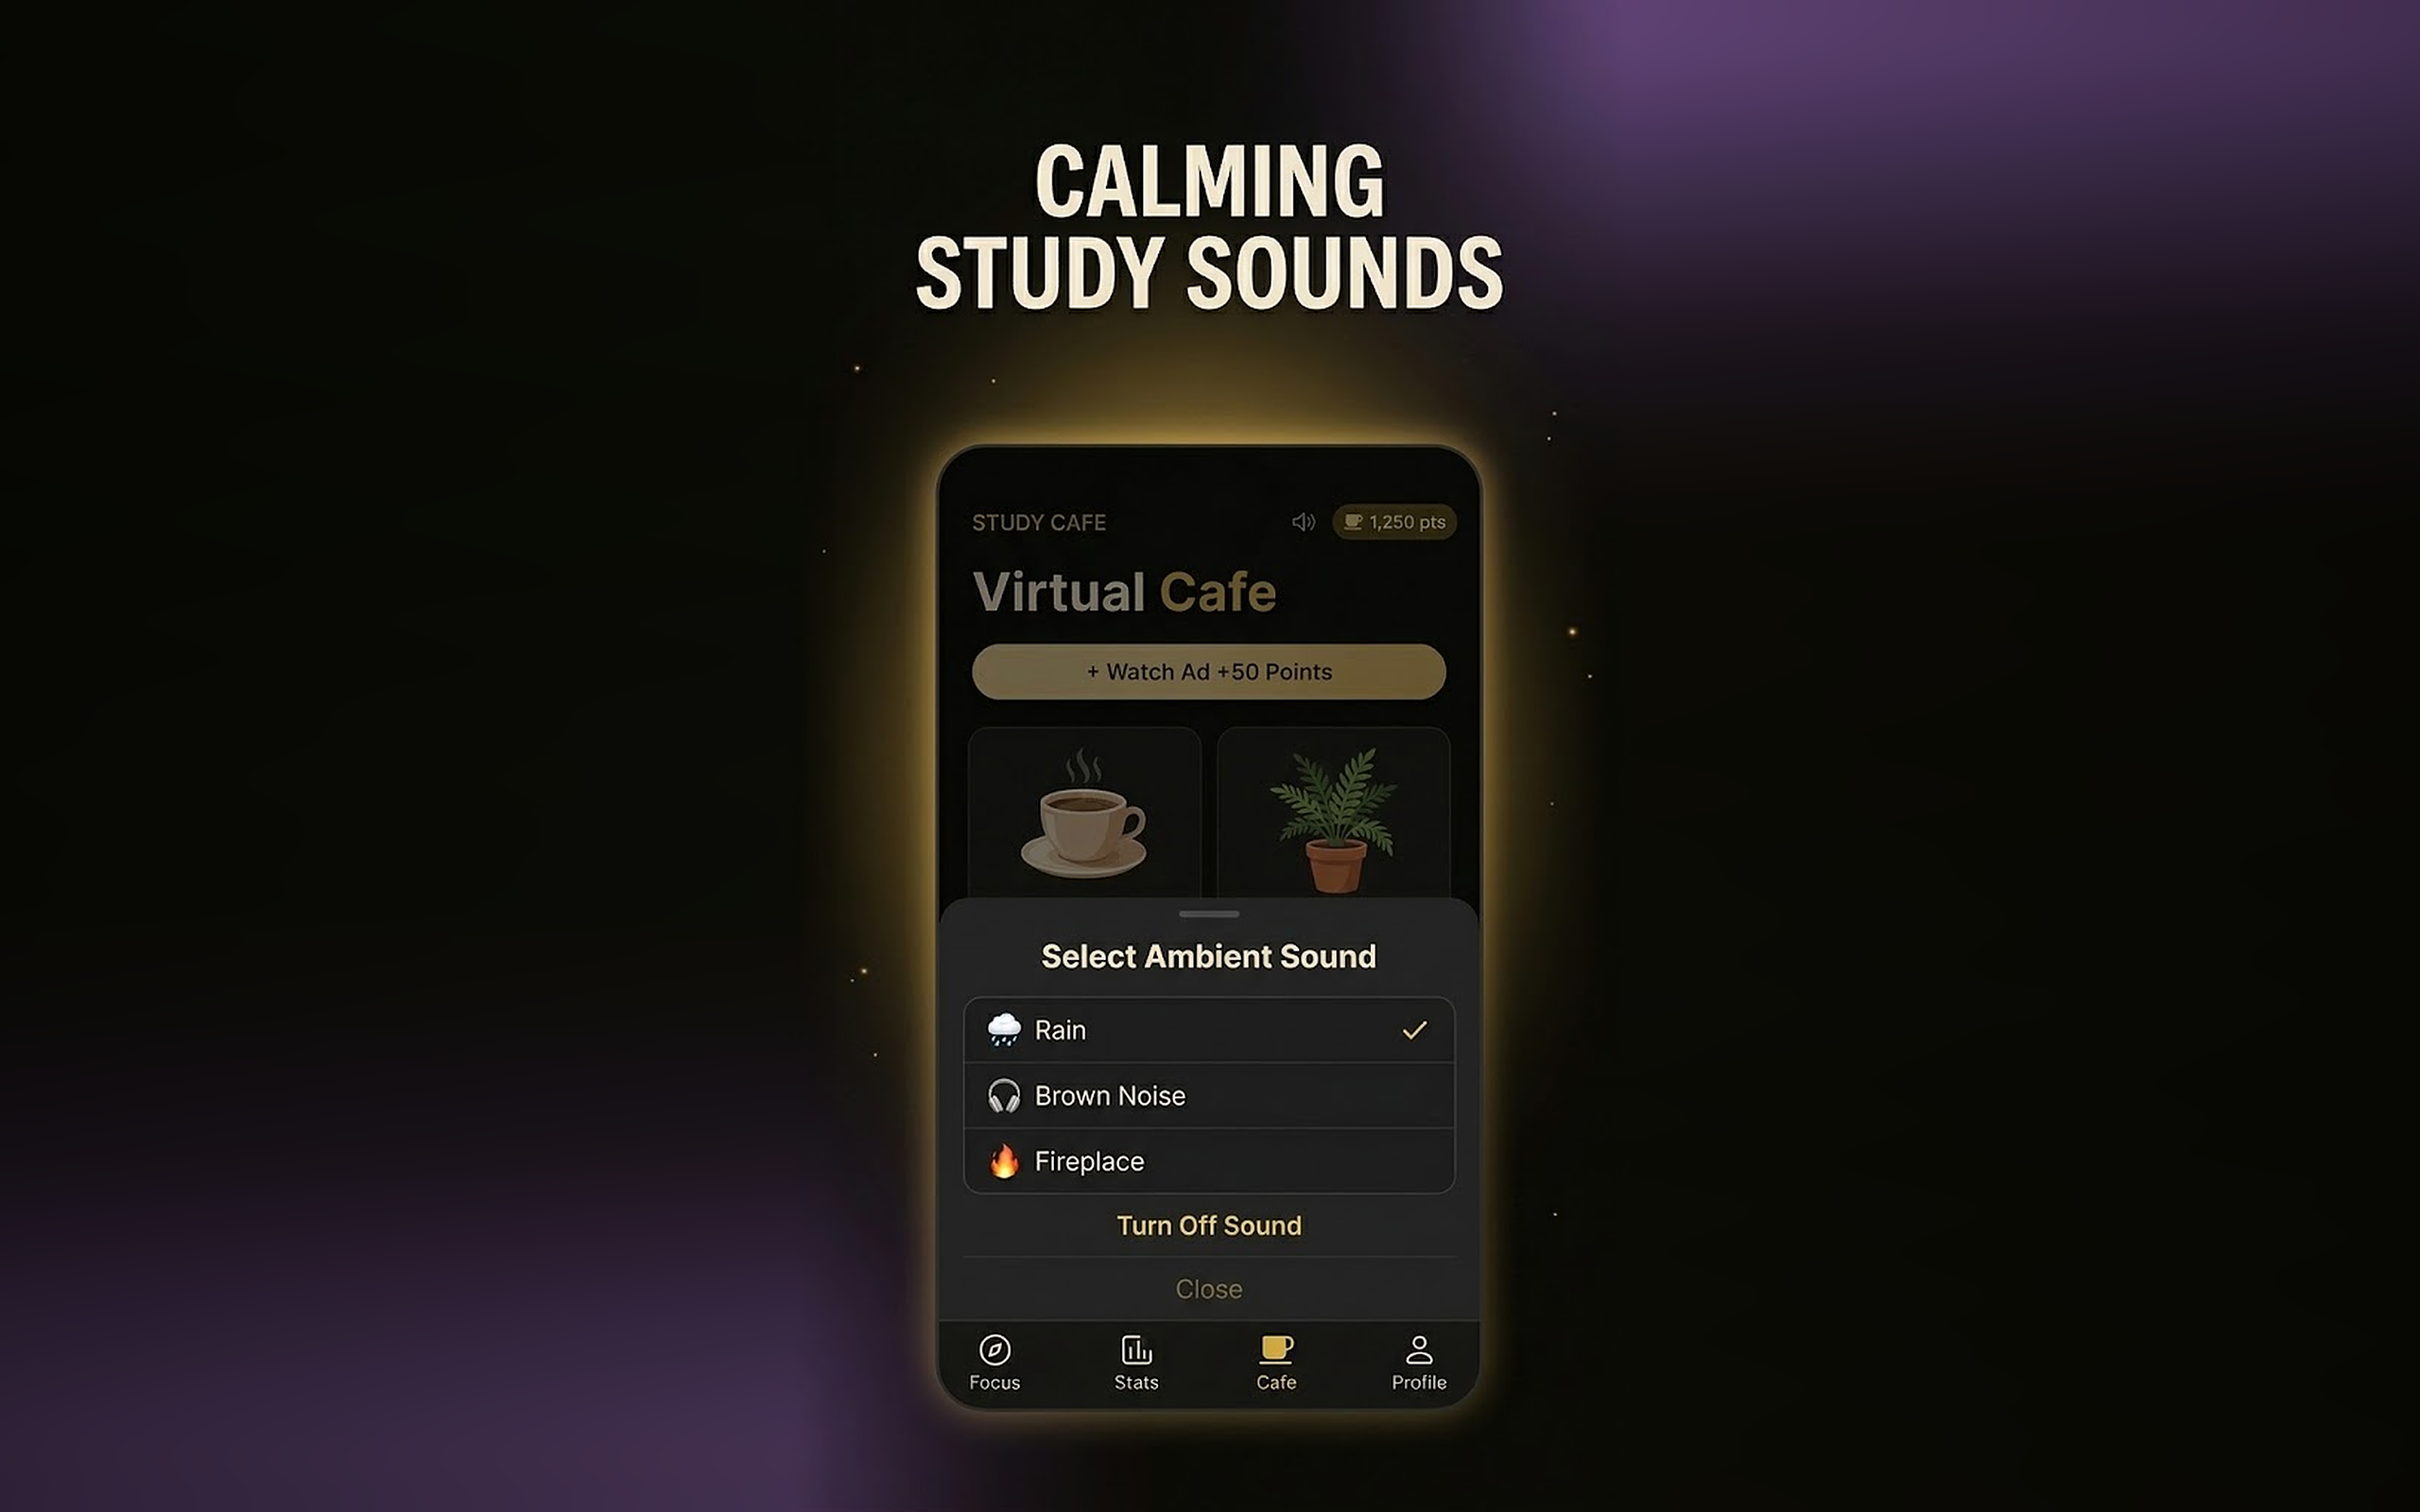 CALMING
STUDY SOUNDS
STUDY CAFE
1,250 pts
Virtual Cafe
+ Watch Ad +50 Points
Select Ambient Sound
Rain
Brown Noise
Fireplace
Turn Off Sound
Close
Focus Stats Cafe Profile